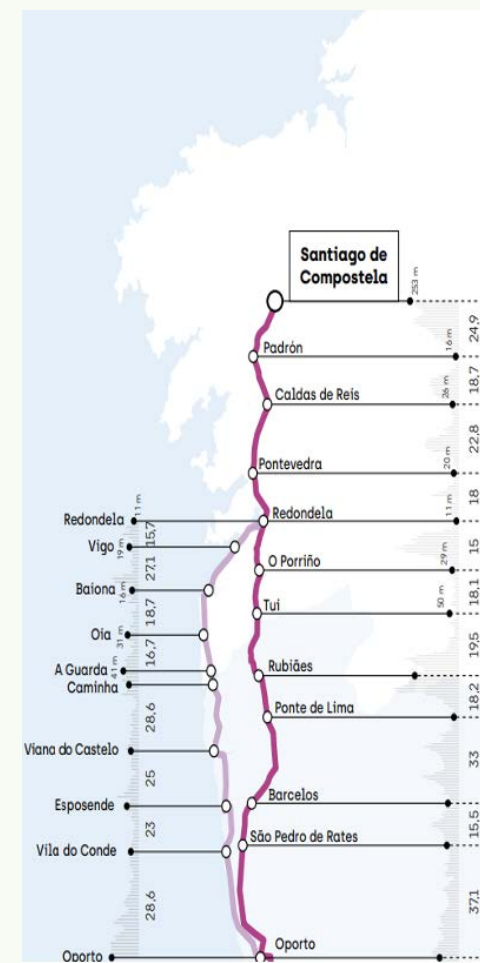 Santiago de
Compostela
253 m
24,9
Padrón
16 m
18,7
Caldas de Reis
26 m
22,8
Pontevedra
20 m
18
Redondela
11 m
15,7
Redondela
11 m
15
Vigo
19 m
27,1
O Porriño
29 m
18,1
Baiona
16 m
18,7
Tui
50 m
19,5
Oia
31 m
16,7
A Guarda
41 m
Caminha
Rubiães
18,2
28,6
Ponte de Lima
33
Viana do Castelo
25
Barcelos
15,5
Esposende
23
São Pedro de Rates
37,1
Vila do Conde
28,6
Oporto
Oporto